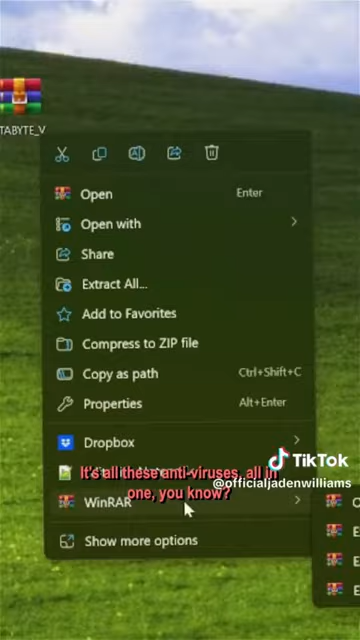 TABYTE_V
Open Enter
Open with
Share
Extract All...
Add to Favorites
Compress to ZIP file
Copy as path Ctrl+Shift+C
Properties Alt+Enter
Dropbox
It's all these anti-viruses, all in
one, you know?
TikTok
@officialjadenwilliams
WinRAR
Show more options